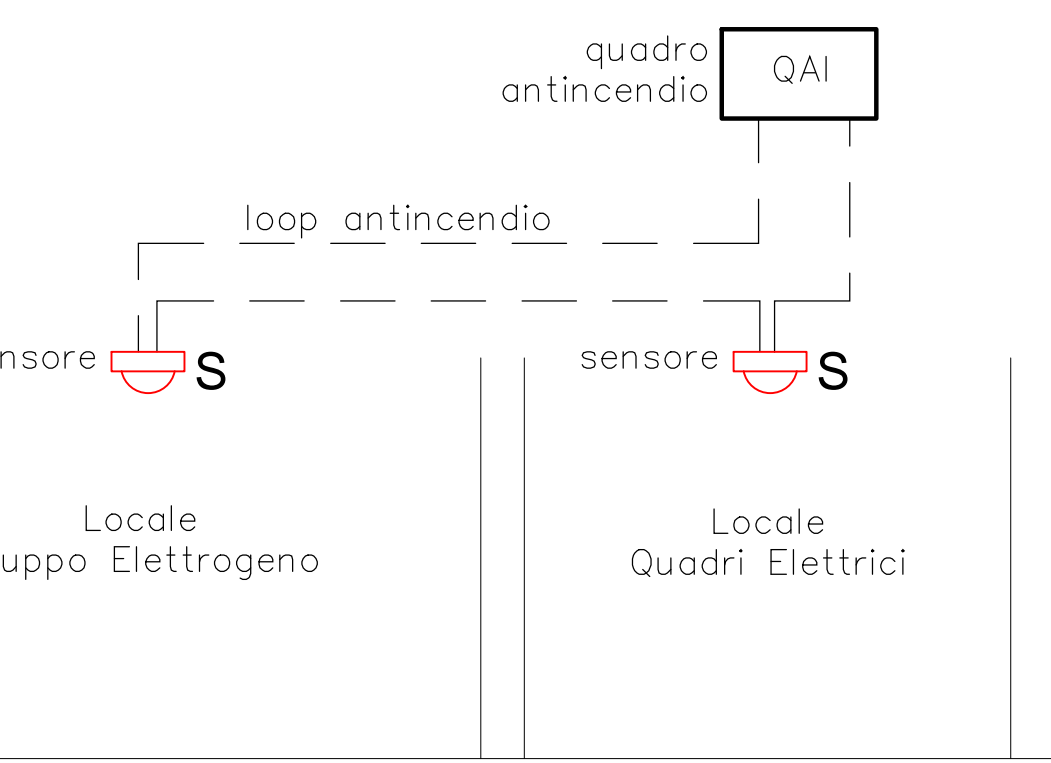 quadro
antincendio
QAI
loop antincendio
nsore
S
sensore
S
Locale
uppo Elettrogeno
Locale
Quadri Elettrici